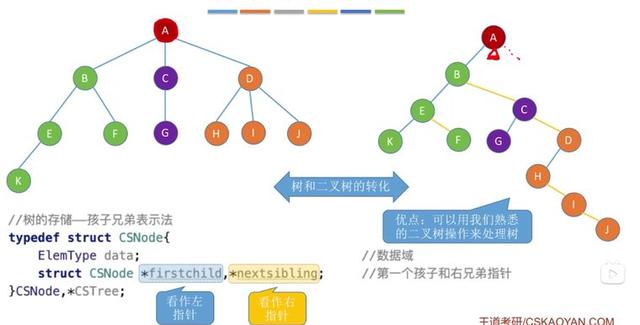 A
A
B
C
D
B
C
E
F
G
H
I
J
K
E
F
G
D
K
H
I
J
树和二叉树的转化
优点：可以用我们熟悉
的二叉树操作来处理树
//树的存储——孩子兄弟表示法
typedef struct CSNode{
ElemType data; //数据域
struct CSNode *firstchild,*nextsibling; //第一个孩子和右兄弟指针
}CSNode,*CSTree;
看作左
指针
看作右
指针
王道考研/CSKAOYAN.COM